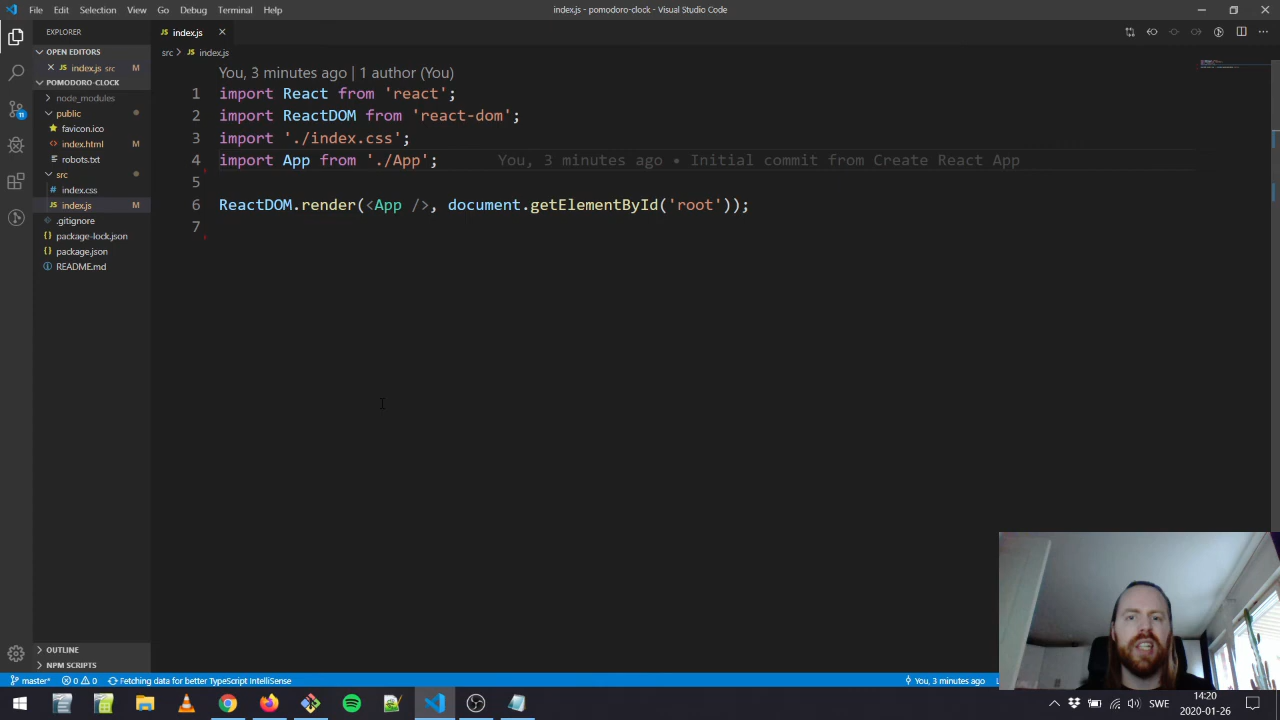 File Edit Selection View Go Debug Terminal Help
index.js - pomodoro-clock - Visual Studio Code
EXPLORER
OPEN EDITORS
index.js src M
POMODORO-CLOCK
node_modules
public
favicon.ico
index.html M
robots.txt
src
index.css
index.js M
.gitignore
package-lock.json
package.json
README.md
OUTLINE
NPM SCRIPTS
11
index.js
src > index.js
You, 3 minutes ago | 1 author (You)
1 import React from 'react';
2 import ReactDOM from 'react-dom';
3 import './index.css';
4 import App from './App'; You, 3 minutes ago • Initial commit from Create React App
5
6 ReactDOM.render(<App />, document.getElementById('root'));
7
master* 0 0 Fetching data for better TypeScript IntelliSense
You, 3 minutes ago
SWE
14:20
2020-01-26